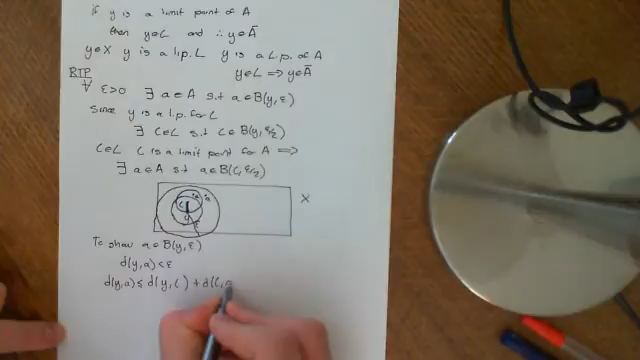 if y is a limit point of A
then y∈L and ∴ y∈Ā
y∈X y is a l.p. L y is a L.p. of A
y∈L ⟹ y∈Ā
RTP
∀ ε>0 ∃ a∈A s.t a∈B(y,ε)
Since y is a l.p. for L
∃ C∈L s.t C∈B(y,ε/2)
C∈L C is a limit point for A ⟹
∃ a∈A st a∈B(C,ε/2)
X
C
y
To show a∈B(y,ε)
d(y,a)<ε
d(y,a) ≤ d(y,C) + d(C,a